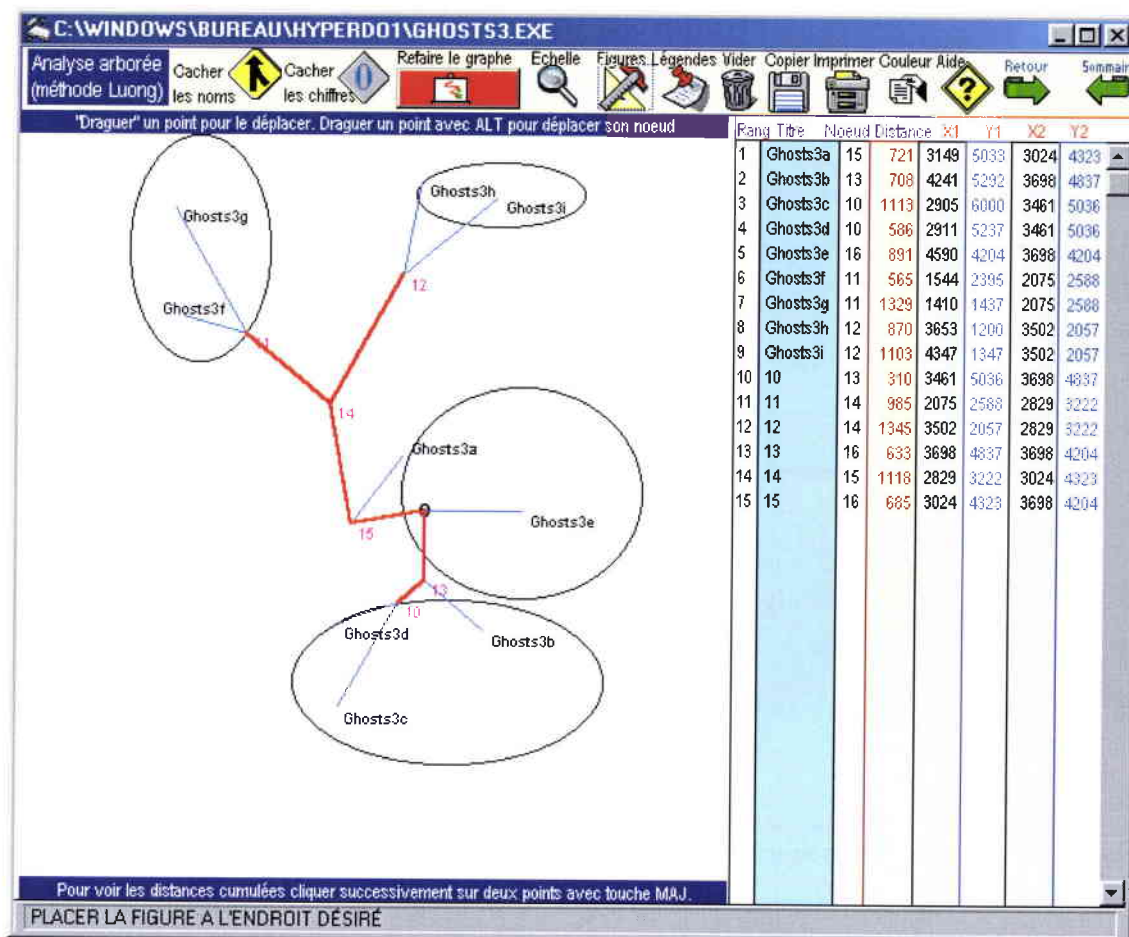 C:\WINDOWS\BUREAU\HYPERDO1\GHOSTS3.EXE
Analyse arborée
(méthode Luong)
Cacher
les noms
Cacher
les chiffres
Refaire le graphe
Echelle
Figures
Légendes
Vider
Copier
Imprimer
Couleur
Aide
Retour
Sommair
"Draguer" un point pour le déplacer. Draguer un point avec ALT pour déplacer son noeud
Ghosts3h
Ghosts3i
Ghosts3g
12
Ghosts3f
11
14
Ghosts3a
Ghosts3e
15
13
10
Ghosts3d
Ghosts3b
Ghosts3c
Rang Titre Noeud Distance X1 Y1 X2 Y2
1 Ghosts3a 15 721 3149 5033 3024 4323
2 Ghosts3b 13 708 4241 5292 3698 4837
3 Ghosts3c 10 1113 2905 6000 3461 5036
4 Ghosts3d 10 586 2911 5237 3461 5036
5 Ghosts3e 16 891 4590 4204 3698 4204
6 Ghosts3f 11 565 1544 2395 2075 2588
7 Ghosts3g 11 1329 1410 1437 2075 2588
8 Ghosts3h 12 870 3653 1200 3502 2057
9 Ghosts3i 12 1103 4347 1347 3502 2057
10 10 13 310 3461 5036 3698 4837
11 11 14 985 2075 2588 2829 3222
12 12 14 1345 3502 2057 2829 3222
13 13 16 633 3698 4837 3698 4204
14 14 15 1118 2829 3222 3024 4323
15 15 16 685 3024 4323 3698 4204
Pour voir les distances cumulées cliquer successivement sur deux points avec touche MAJ.
PLACER LA FIGURE A L'ENDROIT DÉSIRÉ